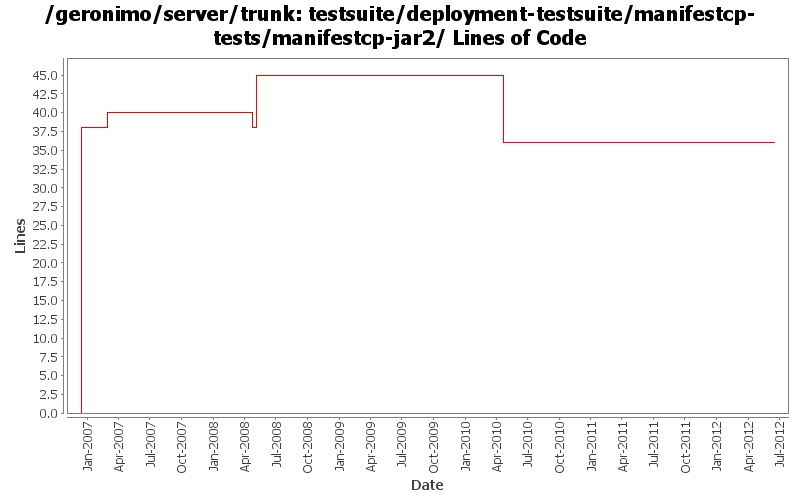 /geronimo/server/trunk: testsuite/deployment-testsuite/manifestcp-
tests/manifestcp-jar2/ Lines of Code
45.0
42.5
40.0
37.5
35.0
32.5
30.0
27.5
25.0
22.5
20.0
17.5
15.0
12.5
10.0
7.5
5.0
2.5
0.0
Lines
Jan-2007
Apr-2007
Jul-2007
Oct-2007
Jan-2008
Apr-2008
Jul-2008
Oct-2008
Jan-2009
Apr-2009
Jul-2009
Oct-2009
Jan-2010
Apr-2010
Jul-2010
Oct-2010
Jan-2011
Apr-2011
Jul-2011
Oct-2011
Jan-2012
Apr-2012
Jul-2012
Date